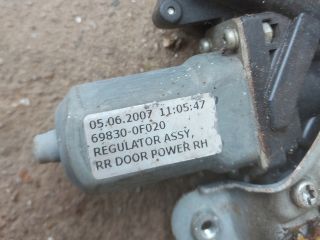 05.06.2007 11:05:47
69830-0F020
REGULATOR ASSY,
RR DOOR POWER RH